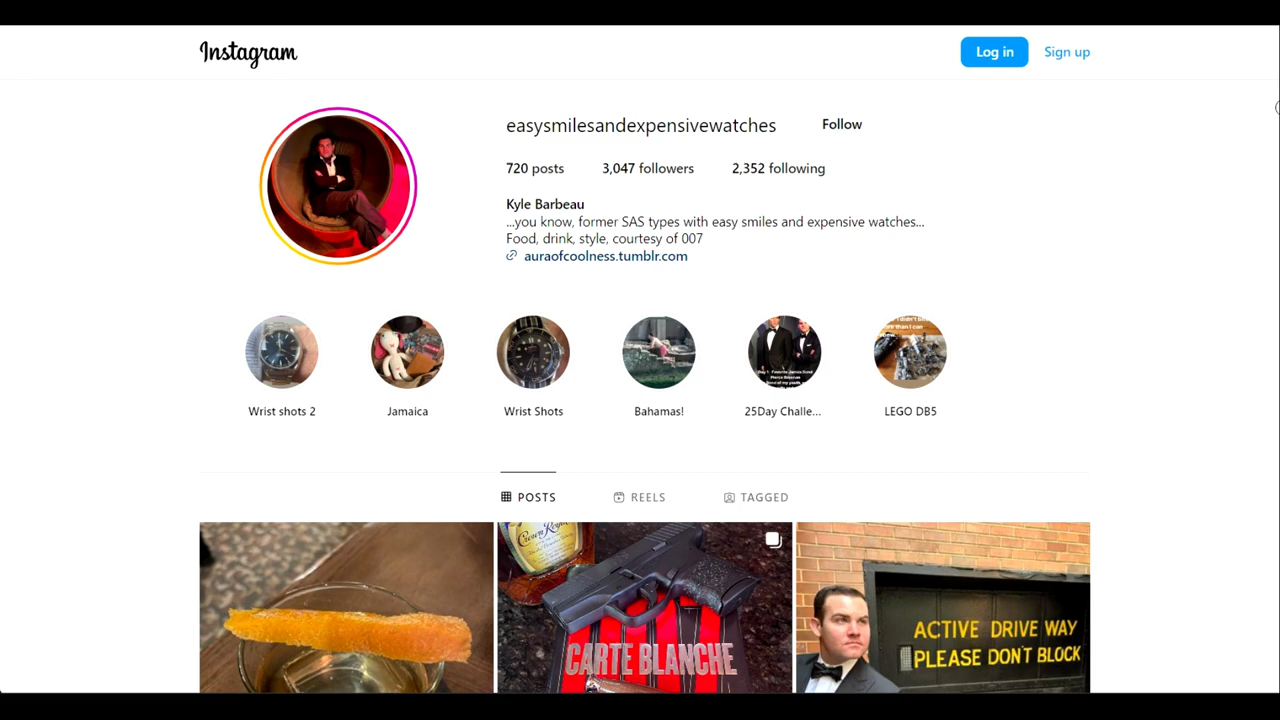 Instagram
Log in
Sign up
easysmilesandexpensivewatches
Follow
720 posts
3,047 followers
2,352 following
Kyle Barbeau
...you know, former SAS types with easy smiles and expensive watches...
Food, drink, style, courtesy of 007
auraofcoolness.tumblr.com
Wrist shots 2
Jamaica
Wrist Shots
Bahamas!
25Day Challe...
LEGO DB5
POSTS
REELS
TAGGED
Crown Royal
CARTE BLANCHE
ACTIVE DRIVE WAY
PLEASE DON'T BLOCK